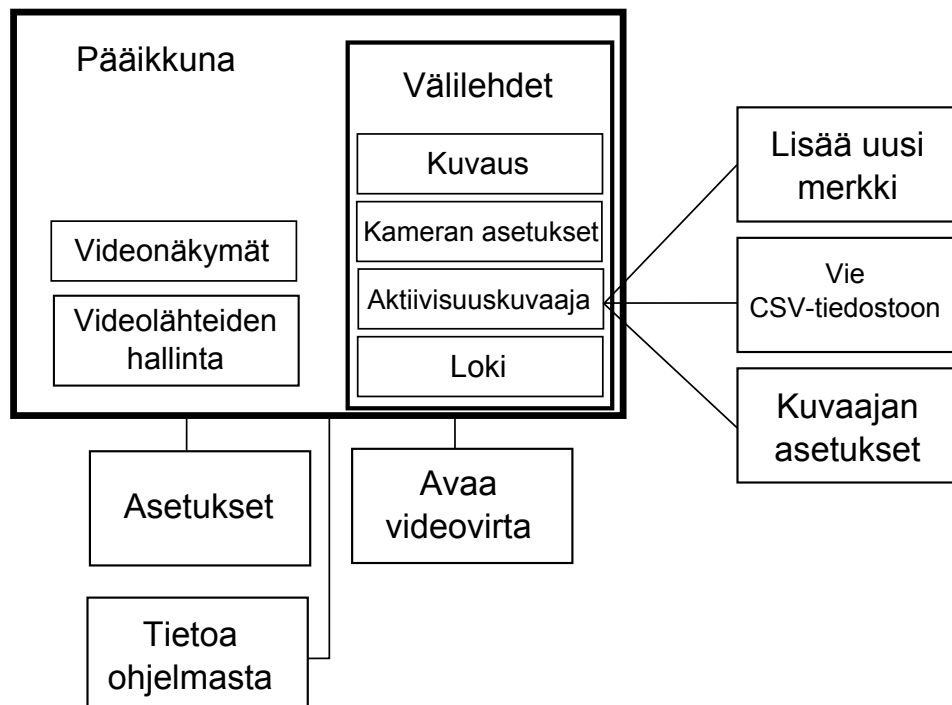 Pääikkuna
Välilehdet
Kuvaus
Kameran asetukset
Aktiivisuuskuvaaja
Loki
Videonäkymät
Videolähteiden
hallinta
Lisää uusi
merkki
Vie
CSV-tiedostoon
Kuvaajan
asetukset
Asetukset
Avaa
videovirta
Tietoa
ohjelmasta